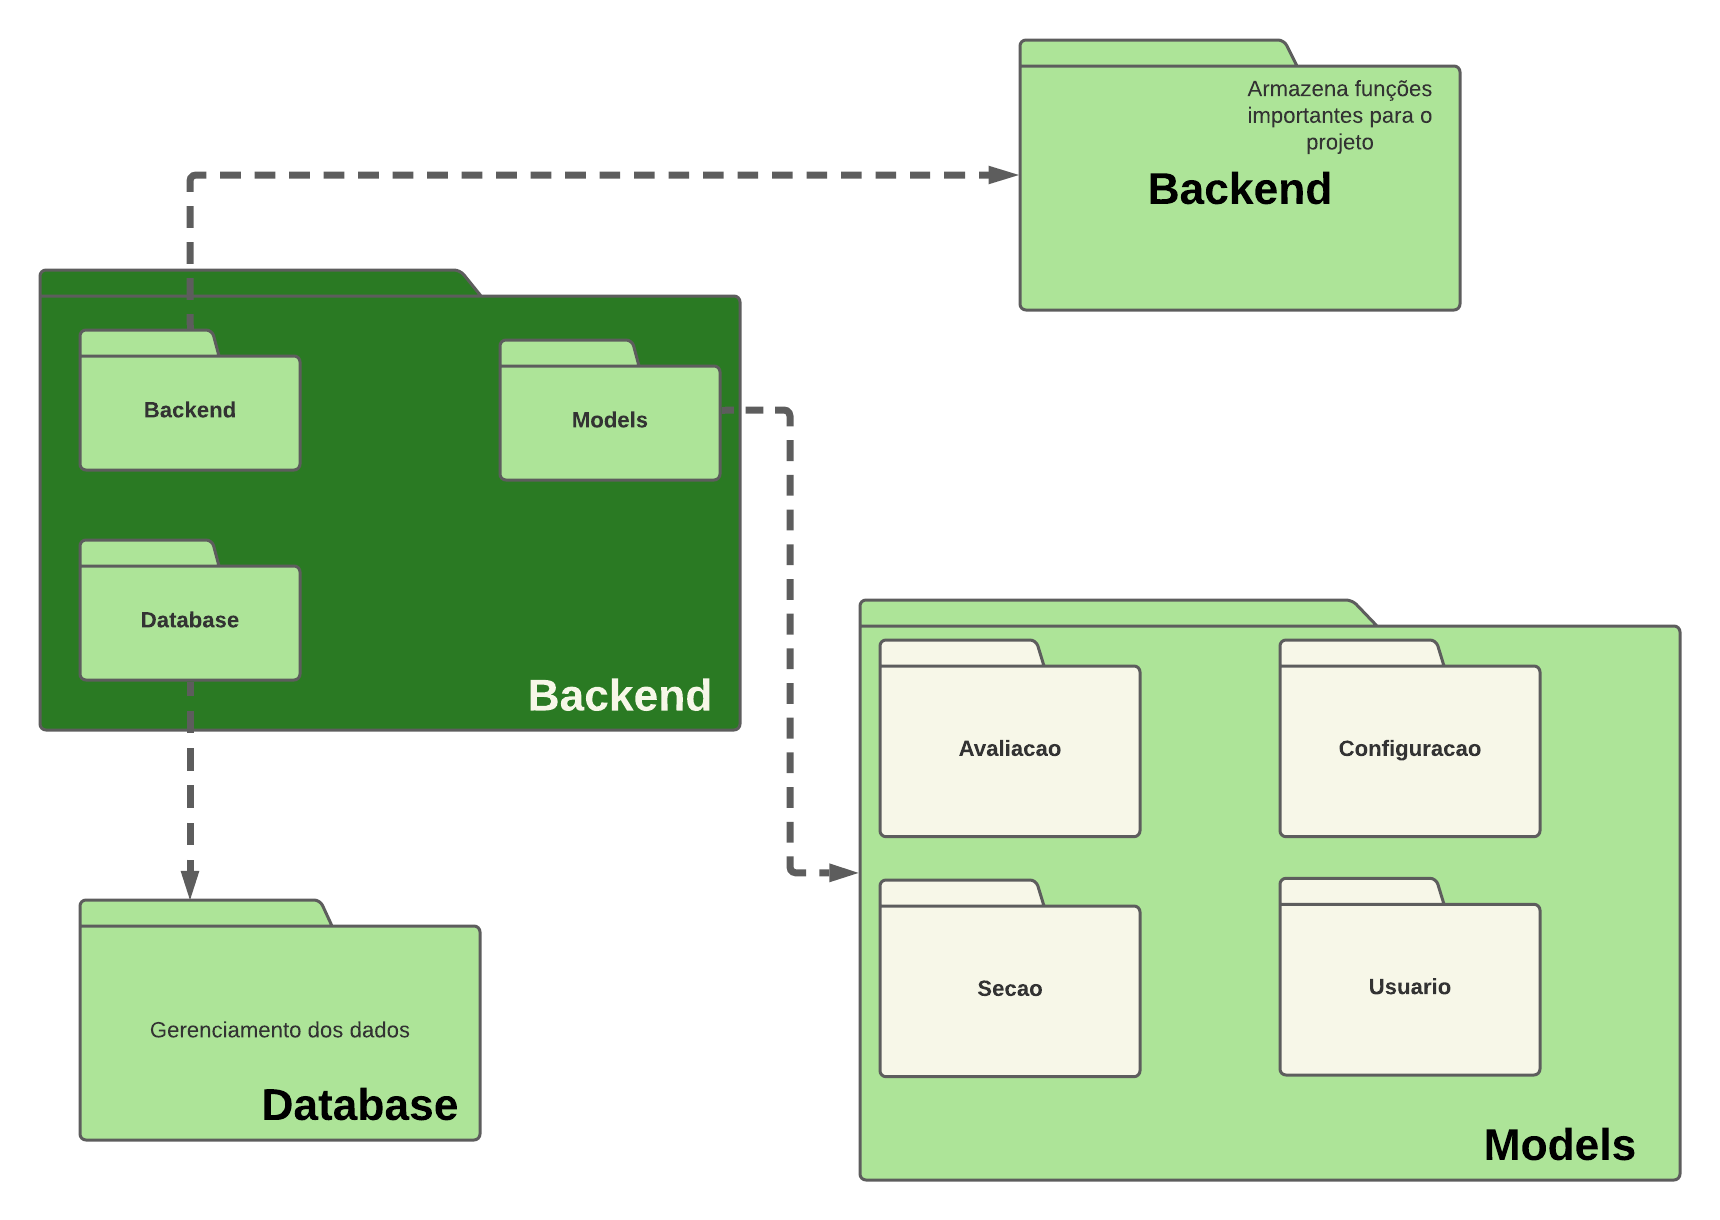 Armazena funções
importantes para o
projeto
Backend
Backend
Models
Database
Backend
Avaliacao
Configuracao
Secao
Usuario
Models
Gerenciamento dos dados
Database